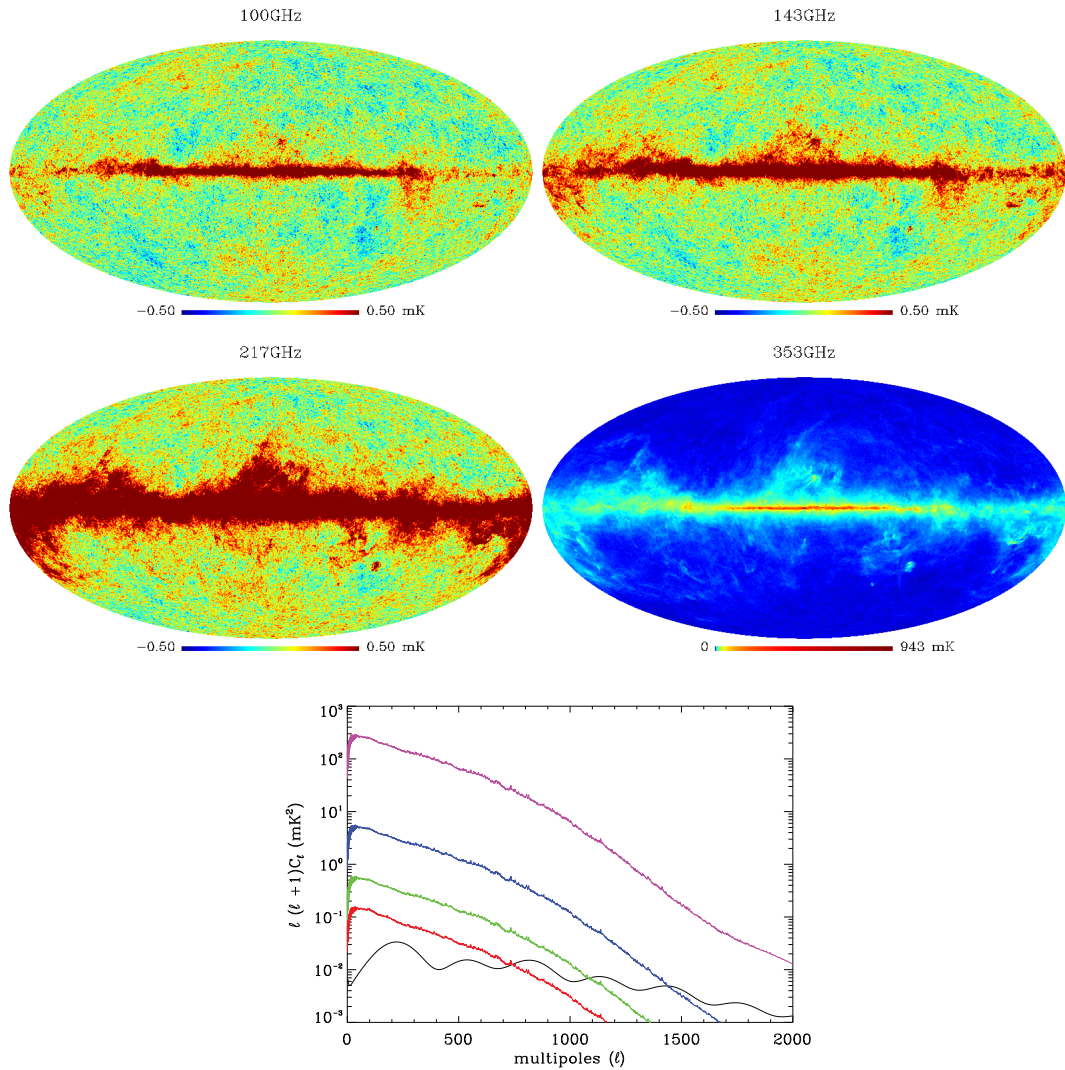 100GHz
143GHz
−0.50 0.50 mK
−0.50 0.50 mK
217GHz
353GHz
−0.50 0.50 mK
0 943 mK
10³
10²
10¹
10⁰
10⁻¹
10⁻²
10⁻³
ℓ (ℓ +1)Cℓ (mK²)
0 500 1000 1500 2000
multipoles (ℓ)